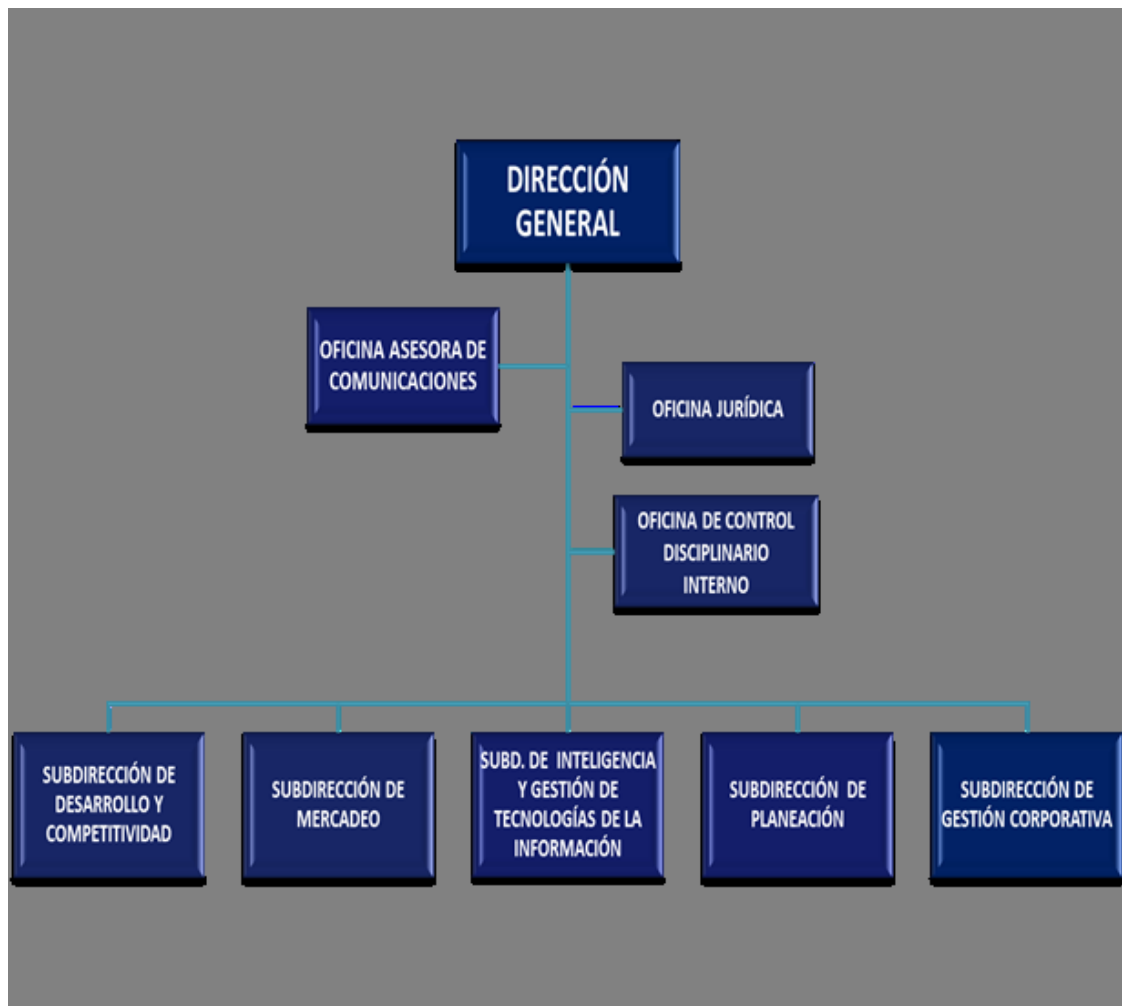 DIRECCIÓN
GENERAL
OFICINA ASESORA DE
COMUNICACIONES
OFICINA JURÍDICA
OFICINA DE CONTROL
DISCIPLINARIO
INTERNO
SUBDIRECCIÓN DE
DESARROLLO Y
COMPETITIVIDAD
SUBDIRECCIÓN DE
MERCADEO
SUBD. DE INTELIGENCIA
Y GESTIÓN DE
TECNOLOGÍAS DE LA
INFORMACIÓN
SUBDIRECCIÓN DE
PLANEACIÓN
SUBDIRECCIÓN DE
GESTIÓN CORPORATIVA